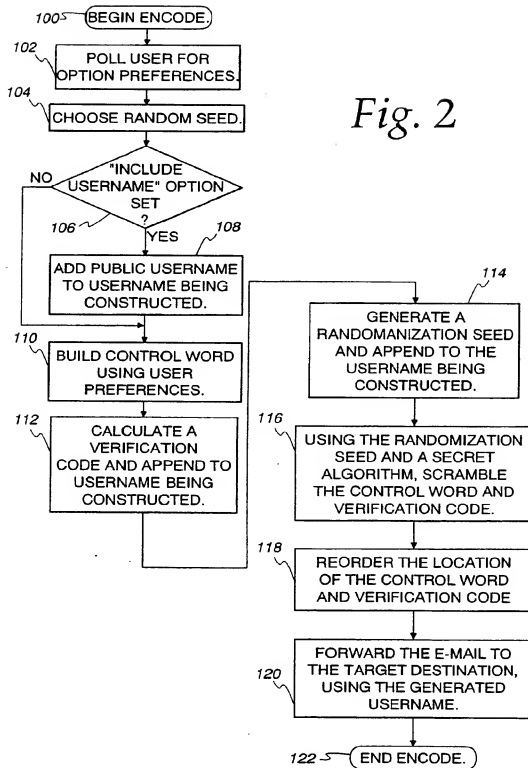 100
BEGIN ENCODE.
102
POLL USER FOR
OPTION PREFERENCES.
104
CHOOSE RANDOM SEED.
Fig. 2
"INCLUDE
USERNAME" OPTION
SET
?
NO
106
YES
108
ADD PUBLIC USERNAME
TO USERNAME BEING
CONSTRUCTED.
110
BUILD CONTROL WORD
USING USER
PREFERENCES.
112
CALCULATE A
VERIFICATION
CODE AND APPEND TO
USERNAME BEING
CONSTRUCTED.
114
GENERATE A
RANDOMANIZATION SEED
AND APPEND TO THE
USERNAME BEING
CONSTRUCTED.
116
USING THE RANDOMIZATION
SEED AND A SECRET
ALGORITHM, SCRAMBLE
THE CONTROL WORD AND
VERIFICATION CODE.
118
REORDER THE LOCATION
OF THE CONTROL WORD
AND VERIFICATION CODE
120
FORWARD THE E-MAIL TO
THE TARGET DESTINATION,
USING THE GENERATED
USERNAME.
122
END ENCODE.